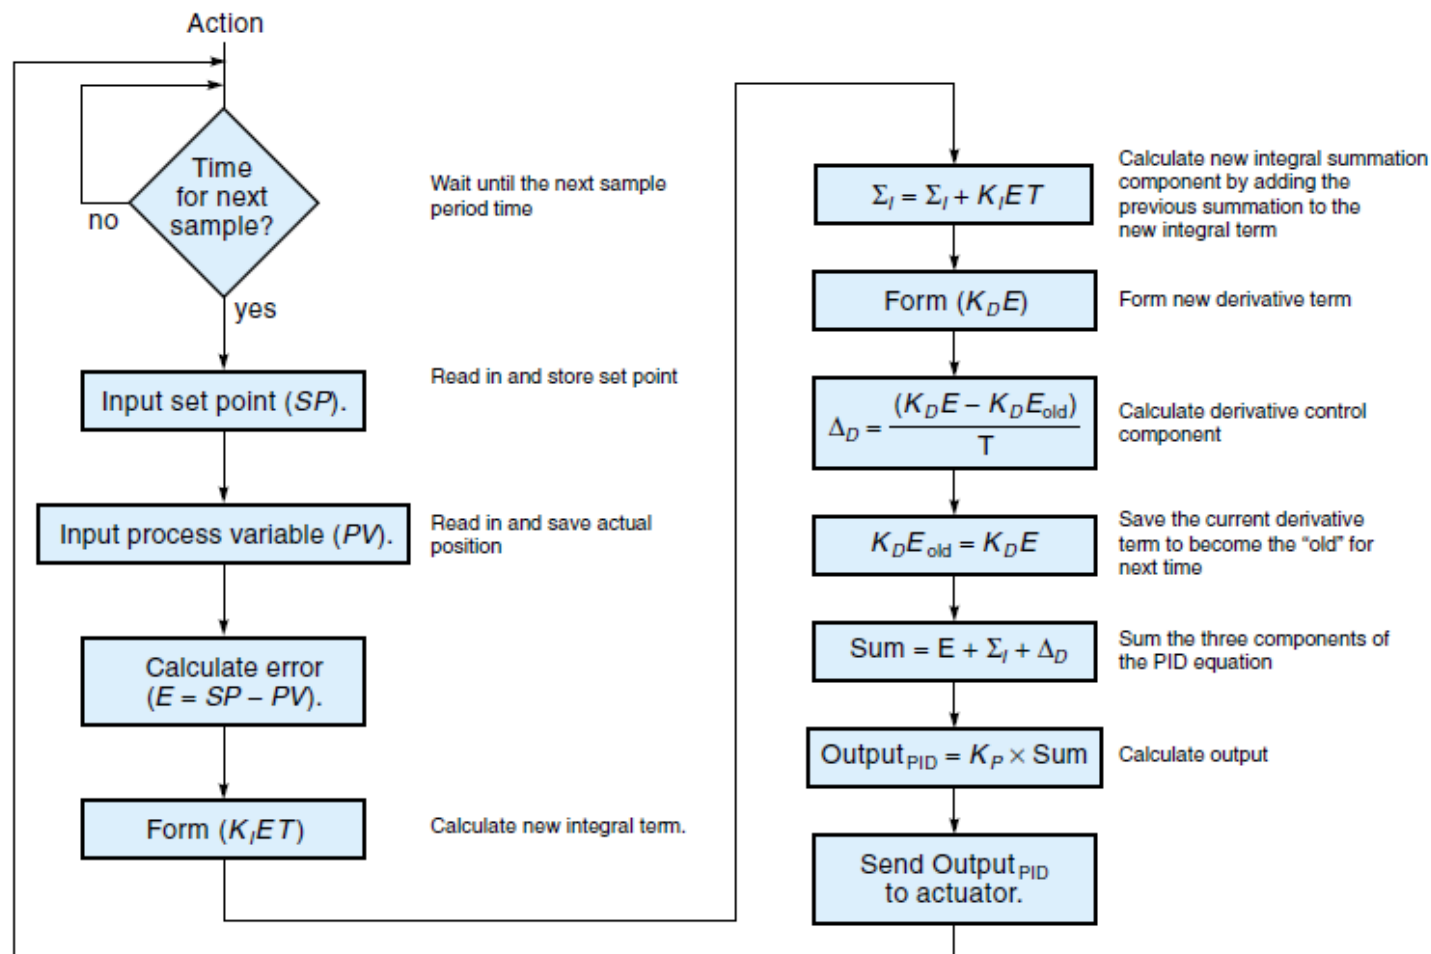 Action
Time
for next
sample?
no
yes
Wait until the next sample
period time
Input set point (SP).
Read in and store set point
Input process variable (PV).
Read in and save actual
position
Calculate error
(E = SP – PV).
Form (K_IET)
Calculate new integral term.
Σ_I = Σ_I + K_IET
Calculate new integral summation
component by adding the
previous summation to the
new integral term
Form (K_DE)
Form new derivative term
Δ_D = (K_DE – K_DE_old) / T
Calculate derivative control
component
K_DE_old = K_DE
Save the current derivative
term to become the “old” for
next time
Sum = E + Σ_I + Δ_D
Sum the three components of
the PID equation
Output_PID = K_P × Sum
Calculate output
Send Output_PID
to actuator.